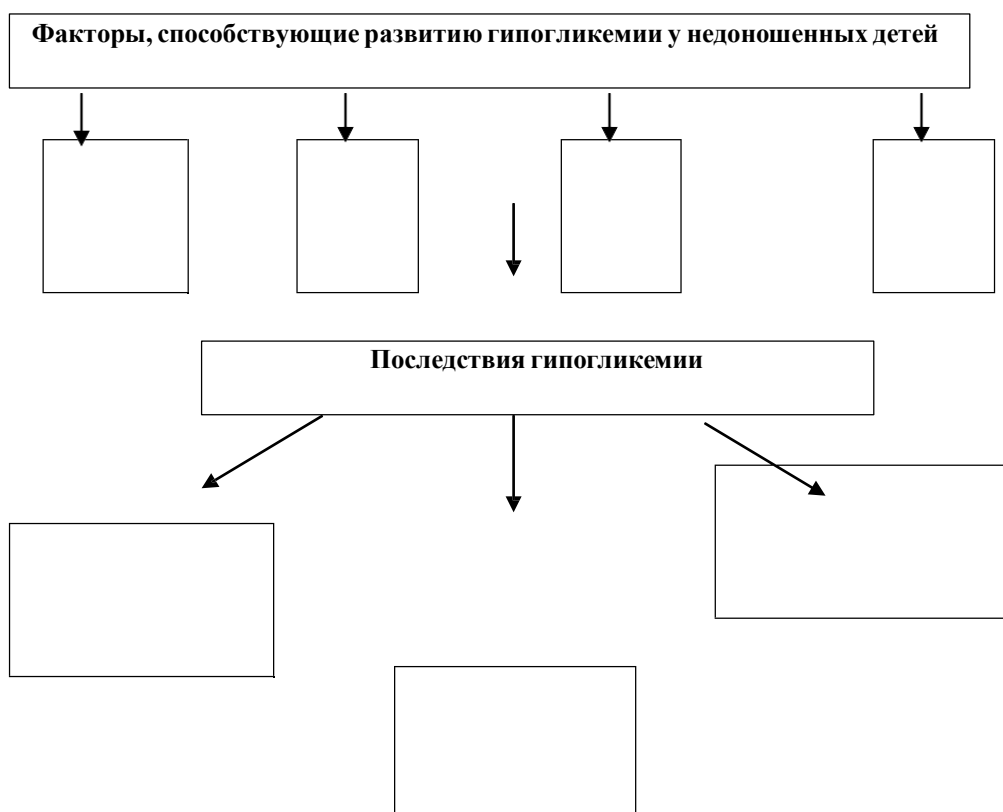 Факторы, способствующие развитию гипогликемии у недоношенных детей
Последствия гипогликемии